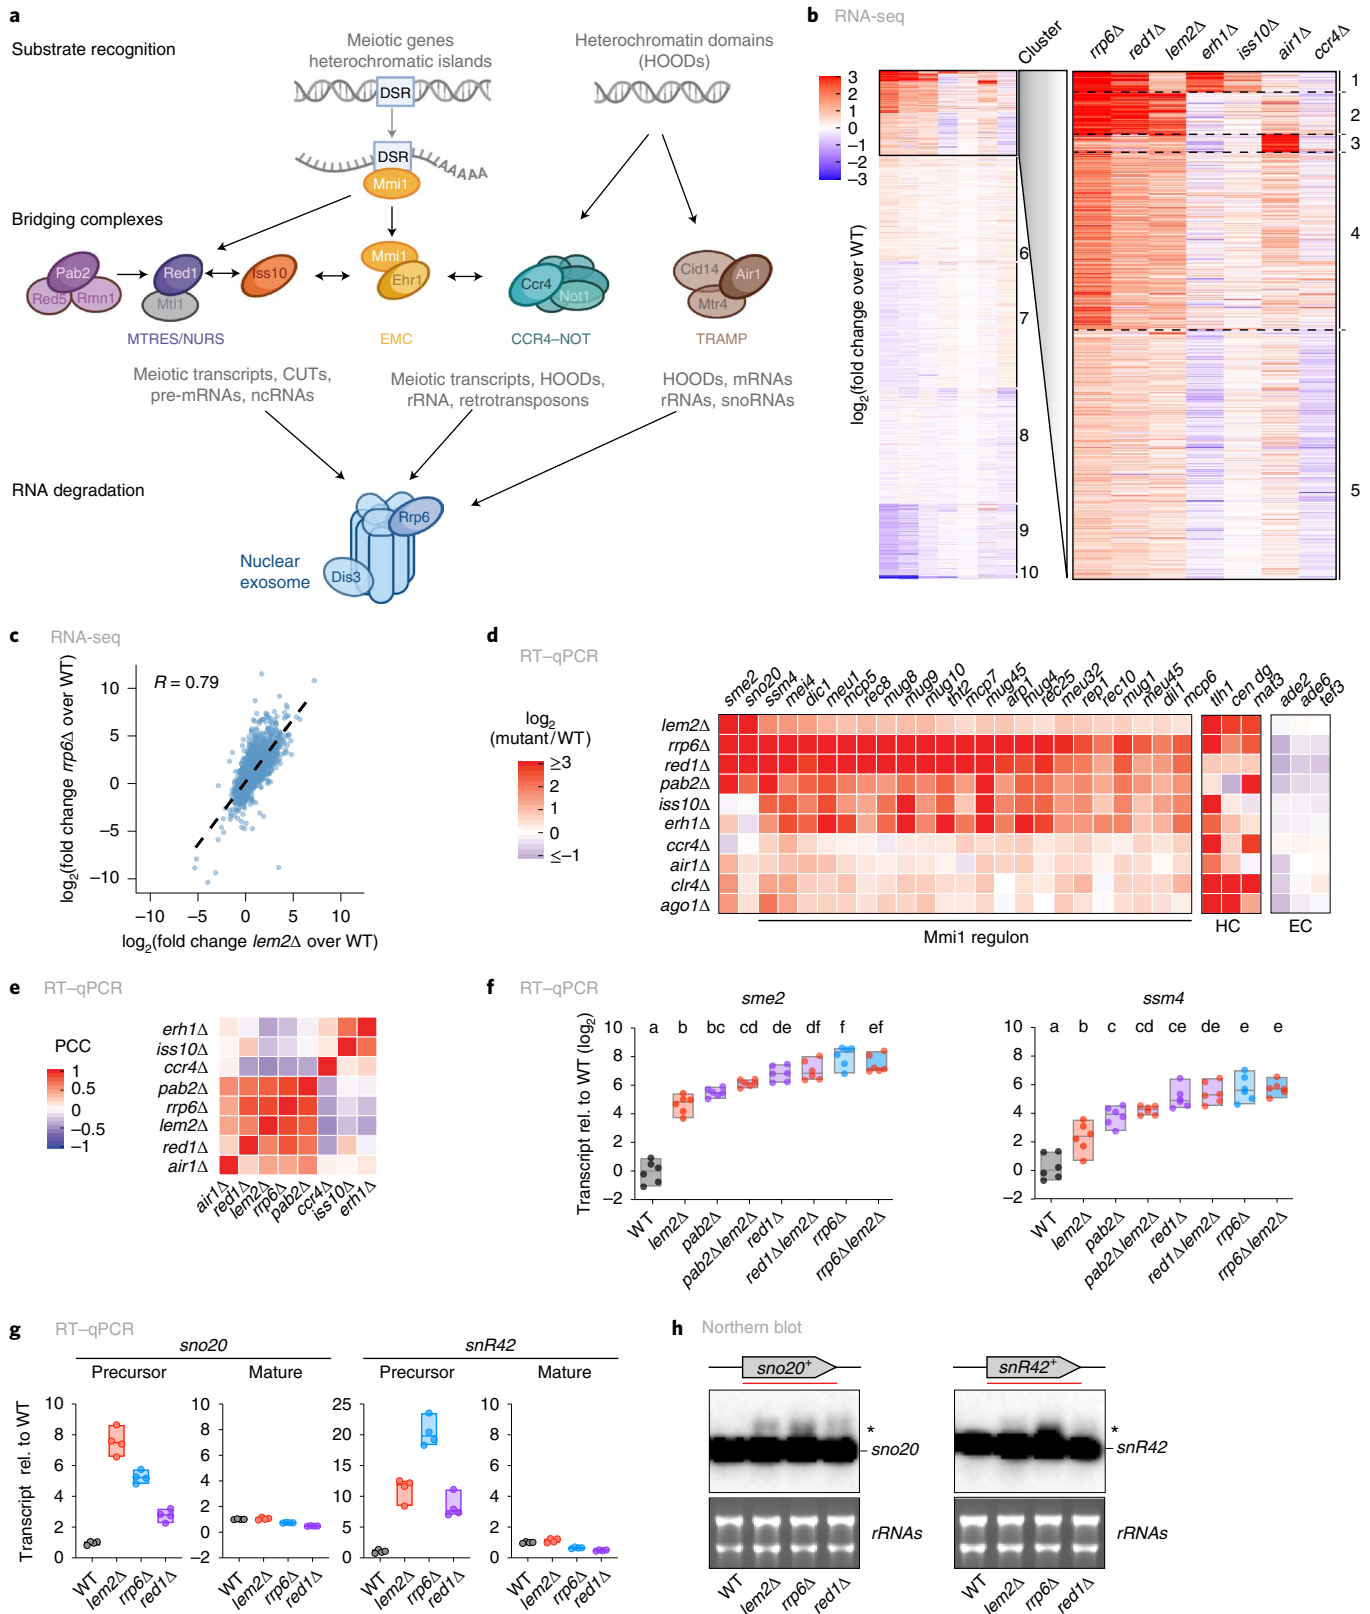 a
Substrate recognition
Meiotic genes
heterochromatic islands
Heterochromatin domains
(HOODs)
DSR
DSR
AAAAA
Mmi1
Bridging complexes
Pab2
Red5
Rmn1
Red1
Mtl1
Iss10
Mmi1
Ehr1
Ccr4
Not1
Cid14
Air1
Mtr4
MTRES/NURS
EMC
CCR4–NOT
TRAMP
Meiotic transcripts, CUTs,
pre-mRNAs, ncRNAs
Meiotic transcripts, HOODs,
rRNA, retrotransposons
HOODs, mRNAs
rRNAs, snoRNAs
RNA degradation
Rrp6
Nuclear
exosome
Dis3
b RNA-seq
Cluster
rrp6Δ red1Δ lem2Δ erh1Δ iss10Δ air1Δ ccr4Δ
3
2
1
0
−1
−2
−3
log2(fold change over WT)
6
7
8
9
10
1
2
3
4
5
c RNA-seq
R = 0.79
log2(fold change rrp6Δ over WT)
10
5
0
−5
−10
−10 −5 0 5 10
log2(fold change lem2Δ over WT)
d RT–qPCR
log2
(mutant/WT)
≥3
2
1
0
≤−1
sme2 sno20 ssm4 mei4 dic1 meu1 mcp5 rec8 mug8 mug9 mug10 tht2 mcp7 mug45 arp1 mug4 rec25 meu32 rep1 rec10 mug1 meu45 dil1 mcp6 tlh1 cen dg mat3 ade2 ade6 tef3
lem2Δ
rrp6Δ
red1Δ
pab2Δ
iss10Δ
erh1Δ
ccr4Δ
air1Δ
clr4Δ
ago1Δ
Mmi1 regulon
HC
EC
e RT–qPCR
PCC
1
0.5
0
−0.5
−1
erh1Δ
iss10Δ
ccr4Δ
pab2Δ
rrp6Δ
lem2Δ
red1Δ
air1Δ
air1Δ red1Δ lem2Δ rrp6Δ pab2Δ ccr4Δ iss10Δ erh1Δ
f RT–qPCR
sme2
Transcript rel. to WT (log2)
10
8
6
4
2
0
−2
a b bc cd de df f ef
WT lem2Δ pab2Δ pab2Δlem2Δ red1Δ red1Δlem2Δ rrp6Δ rrp6Δlem2Δ
ssm4
10
8
6
4
2
0
−2
a b c cd ce de e e
WT lem2Δ pab2Δ pab2Δlem2Δ red1Δ red1Δlem2Δ rrp6Δ rrp6Δlem2Δ
g RT–qPCR
sno20
snR42
Precursor
Mature
Precursor
Mature
Transcript rel. to WT
10
8
6
4
2
0
WT lem2Δ rrp6Δ red1Δ
10
8
6
4
2
0
−2
WT lem2Δ rrp6Δ red1Δ
25
20
15
10
5
0
WT lem2Δ rrp6Δ red1Δ
10
8
6
4
2
0
WT lem2Δ rrp6Δ red1Δ
h Northern blot
sno20+
*
sno20
rRNAs
WT lem2Δ rrp6Δ red1Δ
snR42+
*
snR42
rRNAs
WT lem2Δ rrp6Δ red1Δ